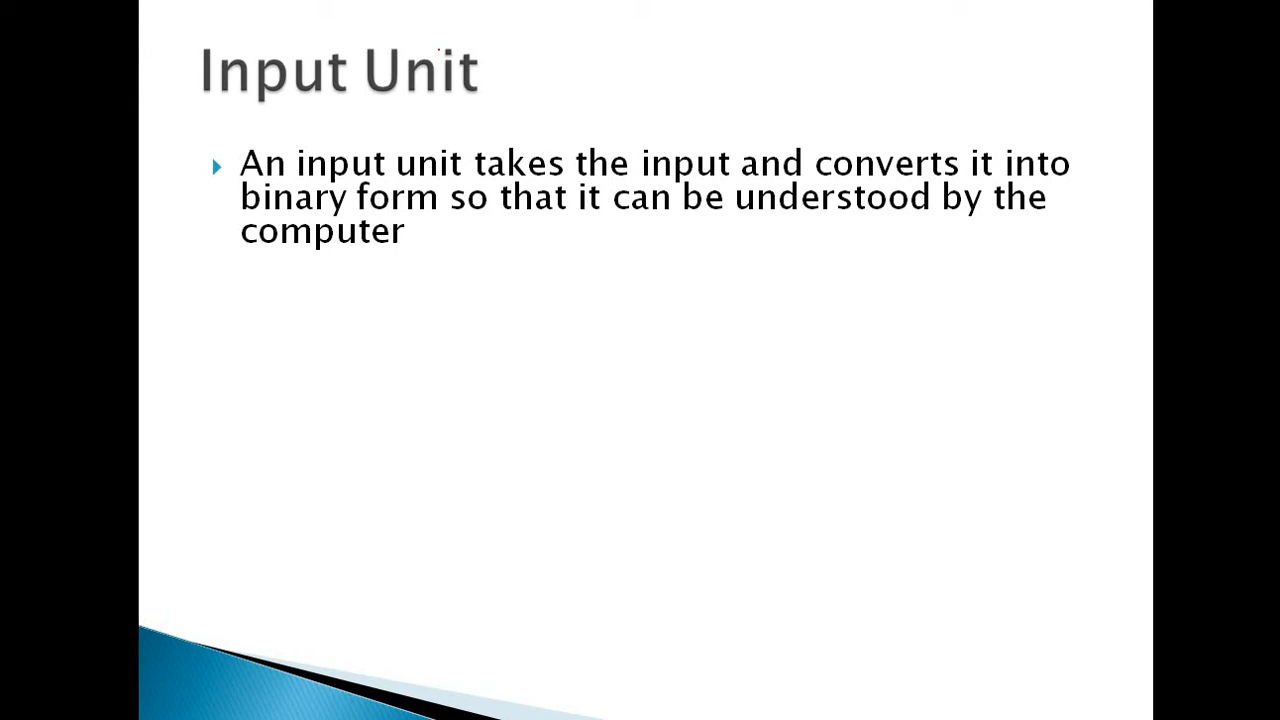 Input Unit
An input unit takes the input and converts it into
binary form so that it can be understood by the
computer